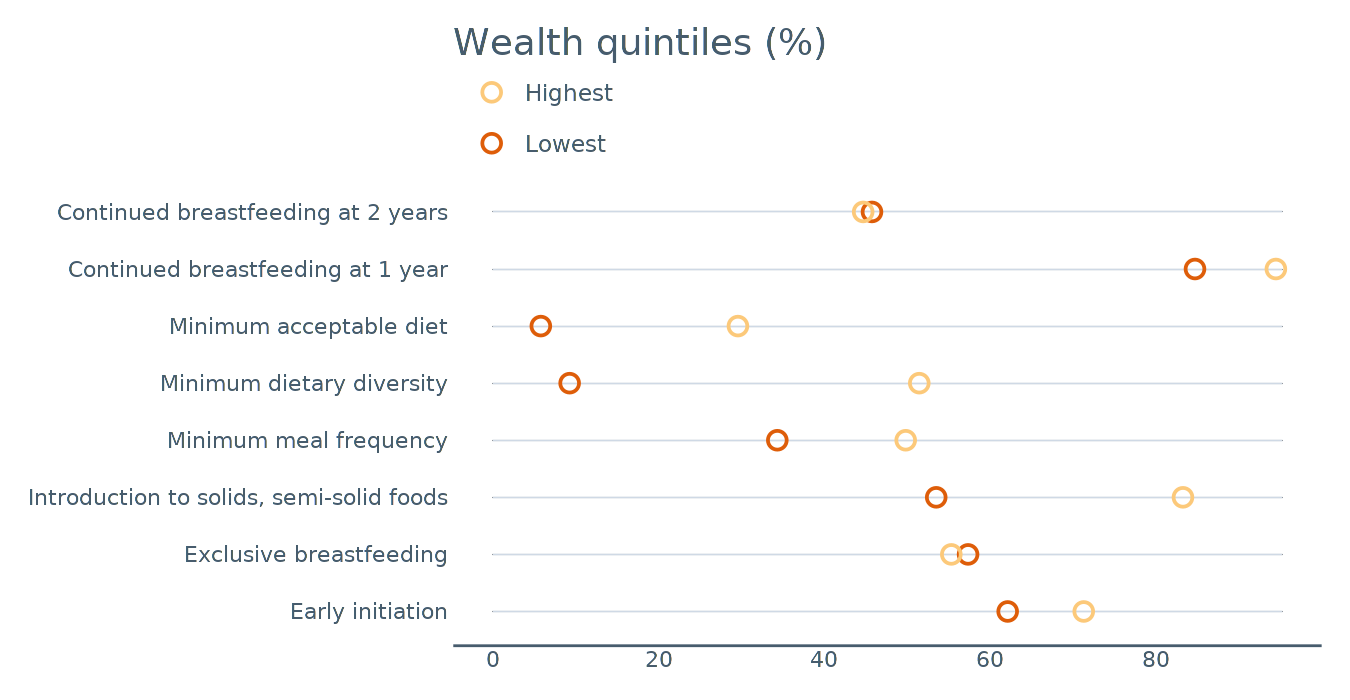 Wealth quintiles (%)
Highest
Lowest
Continued breastfeeding at 2 years
Continued breastfeeding at 1 year
Minimum acceptable diet
Minimum dietary diversity
Minimum meal frequency
Introduction to solids, semi-solid foods
Exclusive breastfeeding
Early initiation
0 20 40 60 80